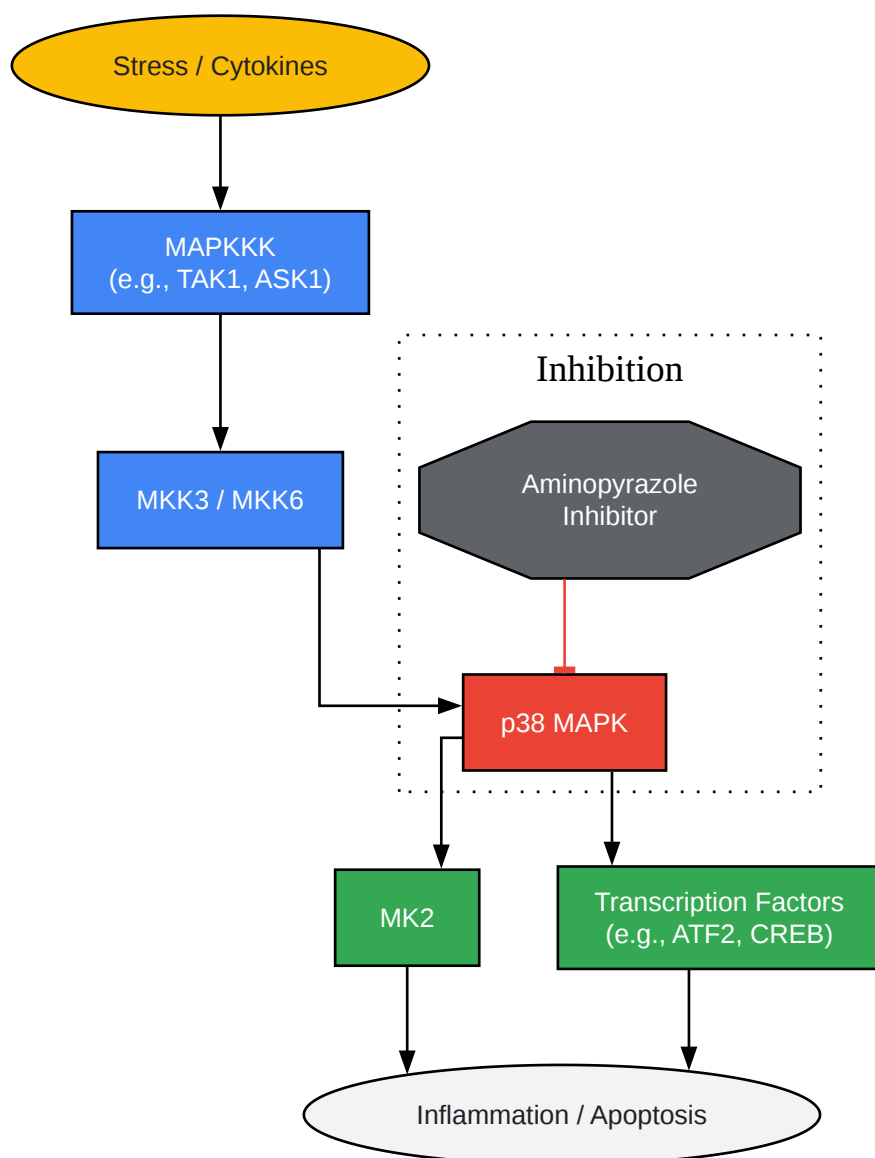 Stress / Cytokines
MAPKKK
(e.g., TAK1, ASK1)
Inhibition
MKK3 / MKK6
Aminopyrazole
Inhibitor
p38 MAPK
MK2
Transcription Factors
(e.g., ATF2, CREB)
Inflammation / Apoptosis